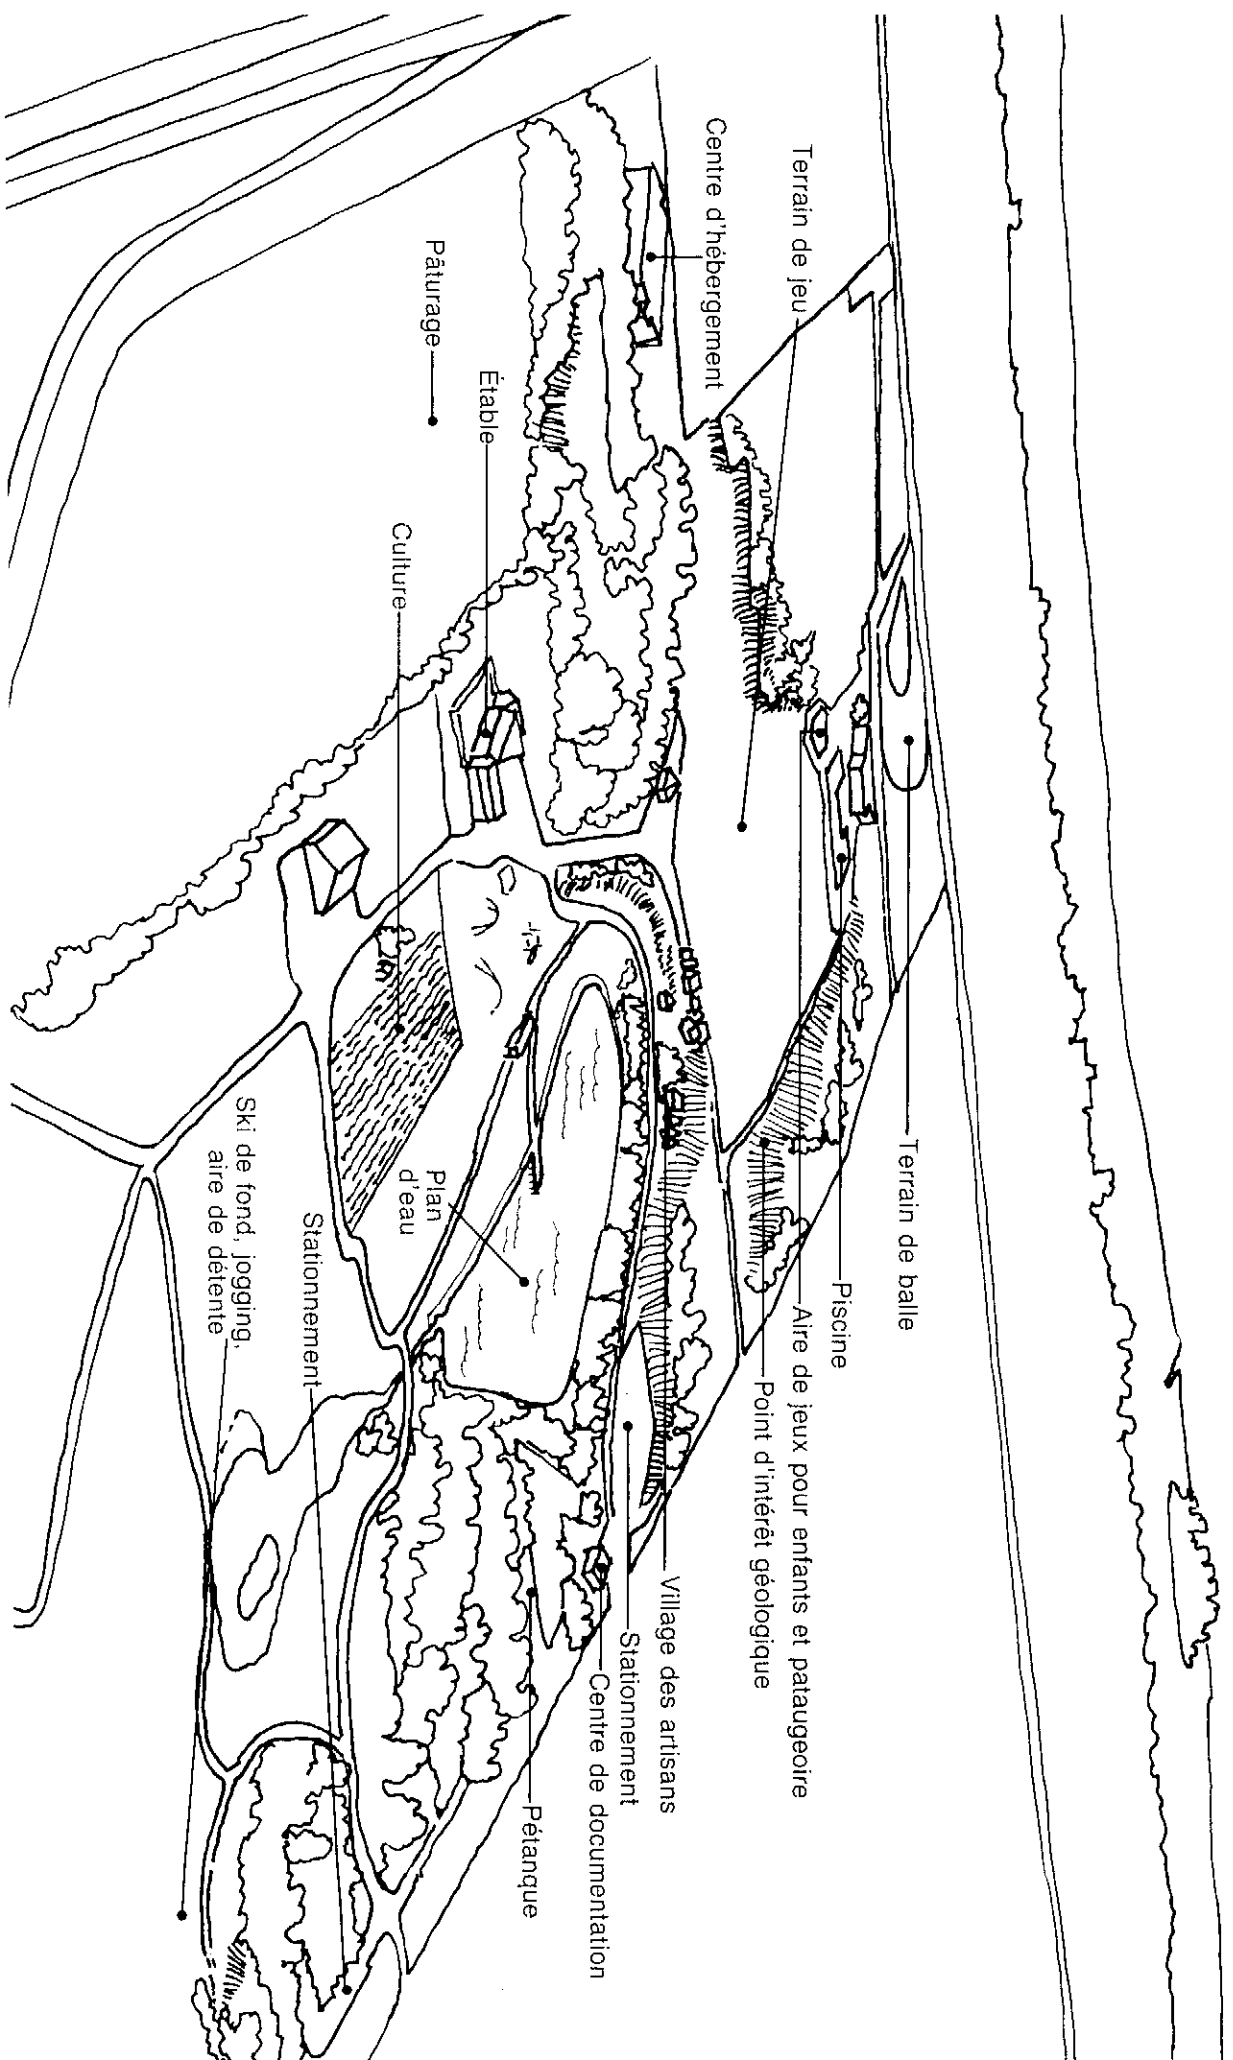 Terrain de balle
Piscine
Aire de jeux pour enfants et pataugeoire
Terrain de jeu
Point d'intérêt géologique
Centre d'hébergement
Village des artisans
Stationnement
Centre de documentation
Pétanque
Étable
Pâturage
Plan
d'eau
Culture
Stationnement
Ski de fond, jogging,
aire de détente